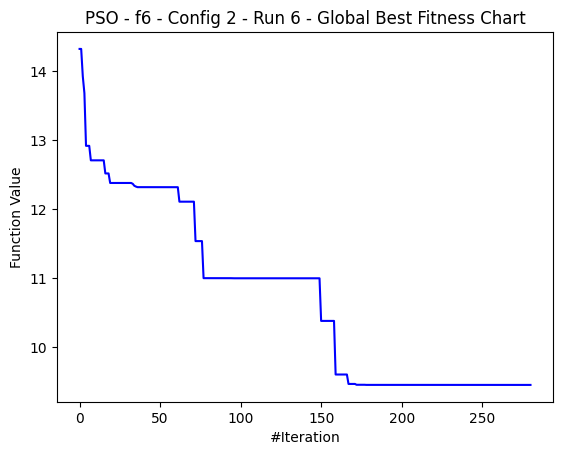 PSO - f6 - Config 2 - Run 6 - Global Best Fitness Chart
Function Value
14
13
12
11
10
0 50 100 150 200 250
#Iteration